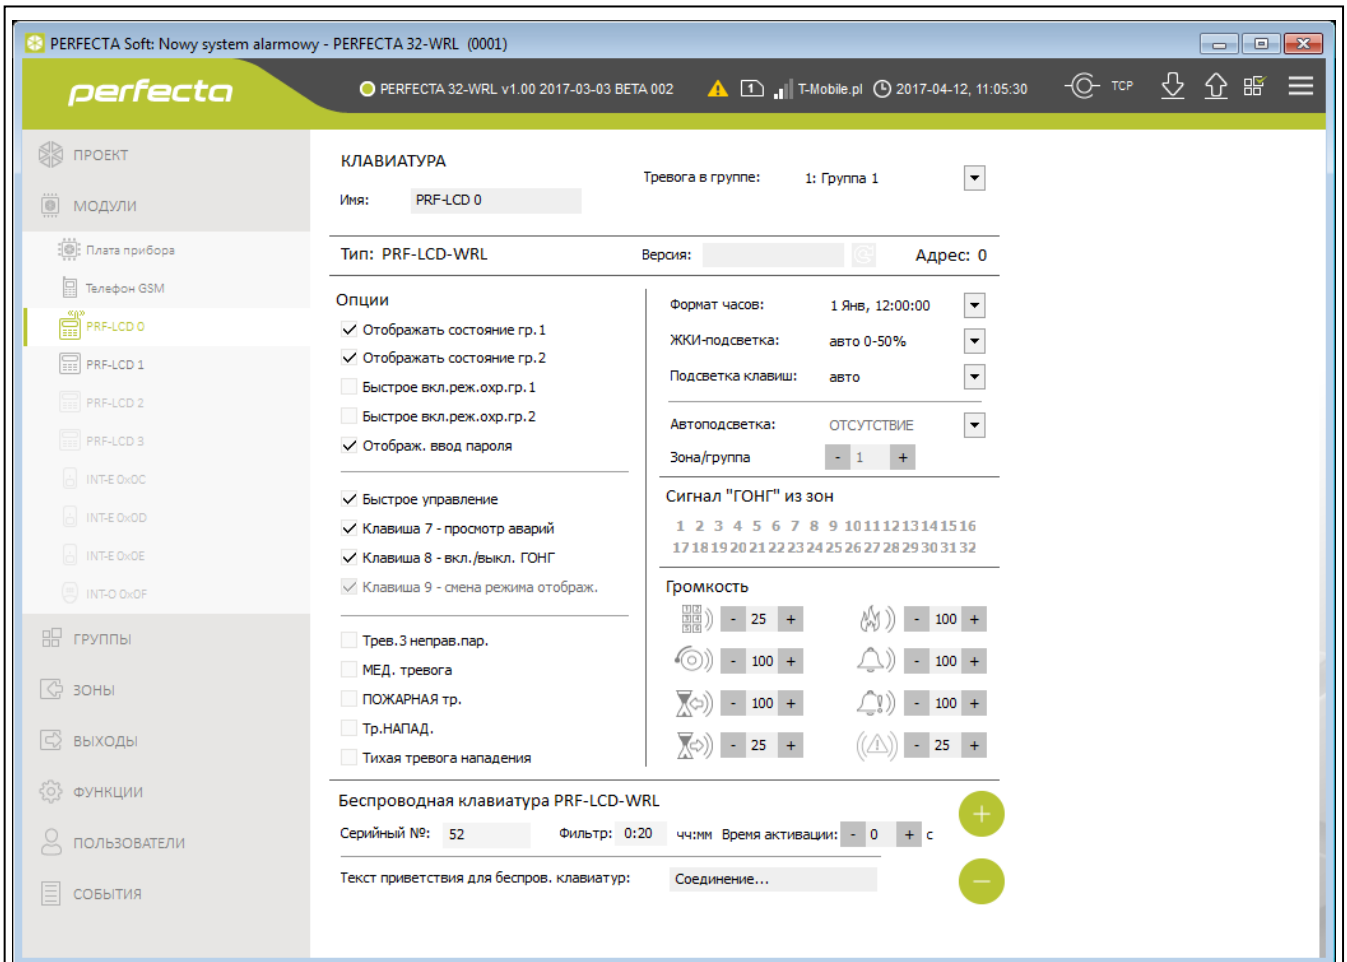 PERFECTA Soft: Nowy system alarmowy - PERFECTA 32-WRL (0001)
perfecta
PERFECTA 32-WRL v1.00 2017-03-03 BETA 002
1
T-Mobile.pl
2017-04-12, 11:05:30
TCP
ПРОЕКТ
МОДУЛИ
Плата прибора
Телефон GSM
PRF-LCD 0
PRF-LCD 1
PRF-LCD 2
PRF-LCD 3
INT-E 0x0C
INT-E 0x0D
INT-E 0x0E
INT-O 0x0F
ГРУППЫ
ЗОНЫ
ВЫХОДЫ
ФУНКЦИИ
ПОЛЬЗОВАТЕЛИ
СОБЫТИЯ
КЛАВИАТУРА
Имя: PRF-LCD 0
Тревога в группе: 1: Группа 1
Тип: PRF-LCD-WRL
Версия:
Адрес: 0
Опции
Отображать состояние гр.1
Отображать состояние гр.2
Быстрое вкл.реж.охр.гр.1
Быстрое вкл.реж.охр.гр.2
Отображ. ввод пароля
Быстрое управление
Клавиша 7 - просмотр аварий
Клавиша 8 - вкл./выкл. ГОНГ
Клавиша 9 - смена режима отображ.
Трев.3 неправ.пар.
МЕД. тревога
ПОЖАРНАЯ тр.
Тр.НАПАД.
Тихая тревога нападения
Формат часов: 1 Янв, 12:00:00
ЖКИ-подсветка: авто 0-50%
Подсветка клавиш: авто
Автоподсветка: ОТСУТСТВИЕ
Зона/группа - 1 +
Сигнал "ГОНГ" из зон
1 2 3 4 5 6 7 8 9 10 11 12 13 14 15 16
17 18 19 20 21 22 23 24 25 26 27 28 29 30 31 32
Громкость
- 25 + - 100 +
- 100 + - 100 +
- 100 + - 100 +
- 25 + - 25 +
Беспроводная клавиатура PRF-LCD-WRL
Серийный №: 52 Фильтр: 0:20 чч:мм Время активации: - 0 + с
Текст приветствия для беспров. клавиатур: Соединение...